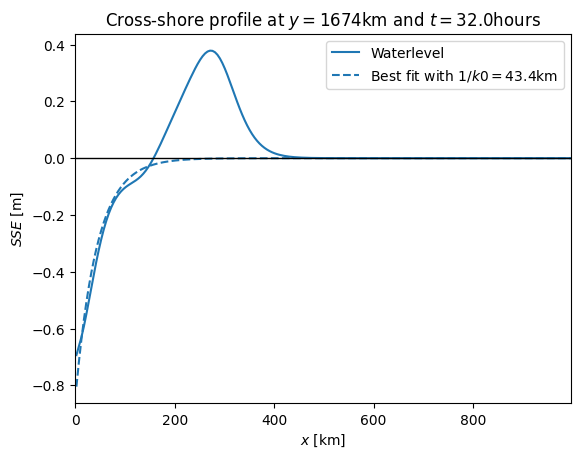 Cross-shore profile at y = 1674km and t = 32.0hours
Waterlevel
Best fit with 1/k0 = 43.4km
0.4
0.2
0.0
−0.2
−0.4
−0.6
−0.8
SSE [m]
0 200 400 600 800
x [km]